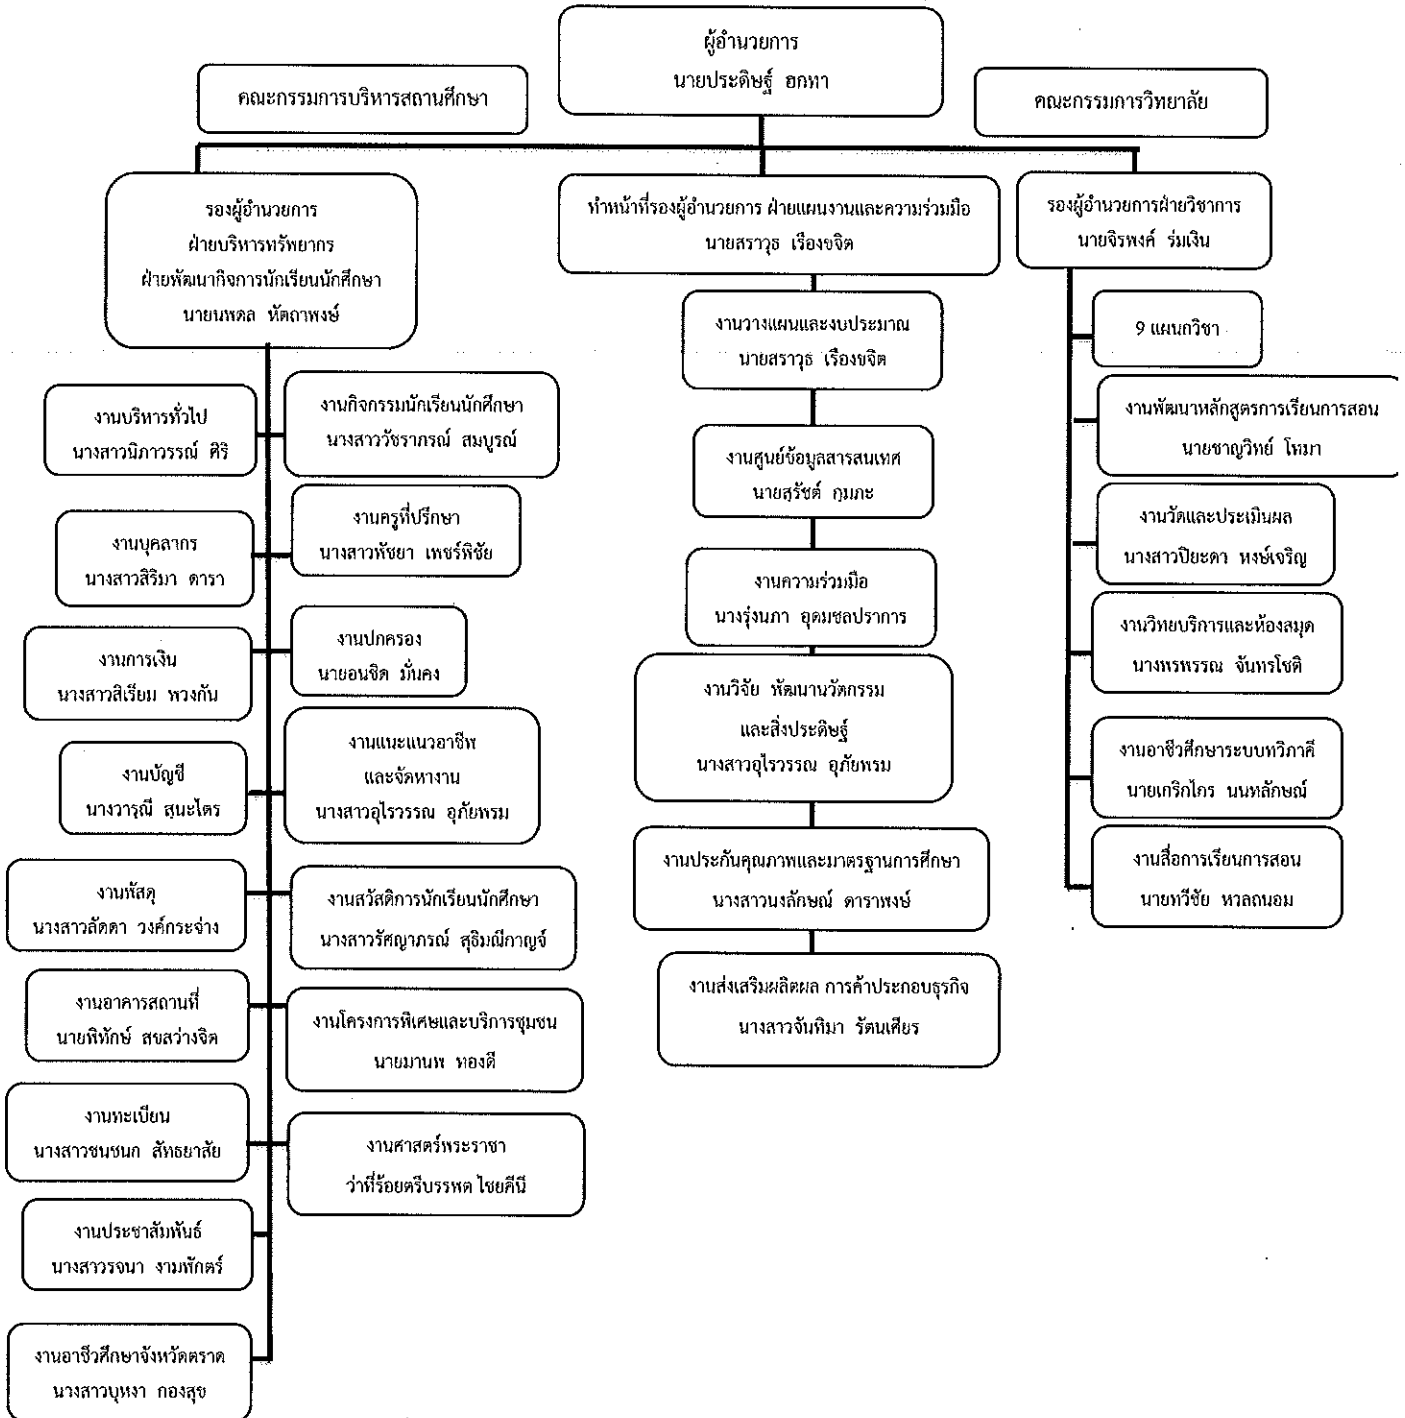 ผู้อำนวยการ
นายประดิษฐ์ ฮกทา
คณะกรรมการบริหารสถานศึกษา
คณะกรรมการวิทยาลัย
รองผู้อำนวยการ
ฝ่ายบริหารทรัพยากร
ฝ่ายพัฒนากิจการนักเรียนนักศึกษา
นายนพดล หัตถาพงษ์
ทำหน้าที่รองผู้อำนวยการ ฝ่ายแผนงานและความร่วมมือ
นายสราวุธ เรืองขจิต
รองผู้อำนวยการฝ่ายวิชาการ
นายจิรพงค์ ร่มเงิน
งานบริหารทั่วไป
นางสาวนิภาวรรณ์ ศิริ
งานบุคลากร
นางสาวสิริมา ดารา
งานการเงิน
นางสาวสิเรียม พวงกัน
งานบัญชี
นางวารุณี สุนะไตร
งานพัสดุ
นางสาวลัดดา วงค์กระจ่าง
งานอาคารสถานที่
นายพิทักษ์ สุขสว่างจิต
งานทะเบียน
นางสาวชนชนก สัทธยาสัย
งานประชาสัมพันธ์
นางสาวรจนา งามพักตร์
งานอาชีวศึกษาจังหวัดตราด
นางสาวบุหงา กองสุข
งานกิจกรรมนักเรียนนักศึกษา
นางสาววัชราภรณ์ สมบูรณ์
งานครูที่ปรึกษา
นางสาวพัชยา เพชร์พิชัย
งานปกครอง
นายอนชิด มั่นคง
งานแนะแนวอาชีพ
และจัดหางาน
นางสาวอุไรวรรณ อุภัยพรม
งานสวัสดิการนักเรียนนักศึกษา
นางสาวรัศญาภรณ์ สุธิมณีกาญจ์
งานโครงการพิเศษและบริการชุมชน
นายมานพ ทองดี
งานศาสตร์พระราชา
ว่าที่ร้อยตรีบรรพต ไชยคีนี
งานวางแผนและงบประมาณ
นายสราวุธ เรืองขจิต
งานศูนย์ข้อมูลสารสนเทศ
นายสุรัชต์ กุมภะ
งานความร่วมมือ
นางรุ่งนภา อุดมชลปราการ
งานวิจัย พัฒนานวัตกรรม
และสิ่งประดิษฐ์
นางสาวอุไรวรรณ อุภัยพรม
งานประกันคุณภาพและมาตรฐานการศึกษา
นางสาวนงลักษณ์ ดาราพงษ์
งานส่งเสริมผลิตผล การค้าประกอบธุรกิจ
นางสาวจันทิมา รัตนเศียร
9 แผนกวิชา
งานพัฒนาหลักสูตรการเรียนการสอน
นายชาญวิทย์ โทมา
งานวัดและประเมินผล
นางสาวปิยะดา หงษ์เจริญ
งานวิทยบริการและห้องสมุด
นางพรพรรณ จันทรโชติ
งานอาชีวศึกษาระบบทวิภาคี
นายเกริกไกร นนทลักษณ์
งานสื่อการเรียนการสอน
นายทวีชัย หวลถนอม